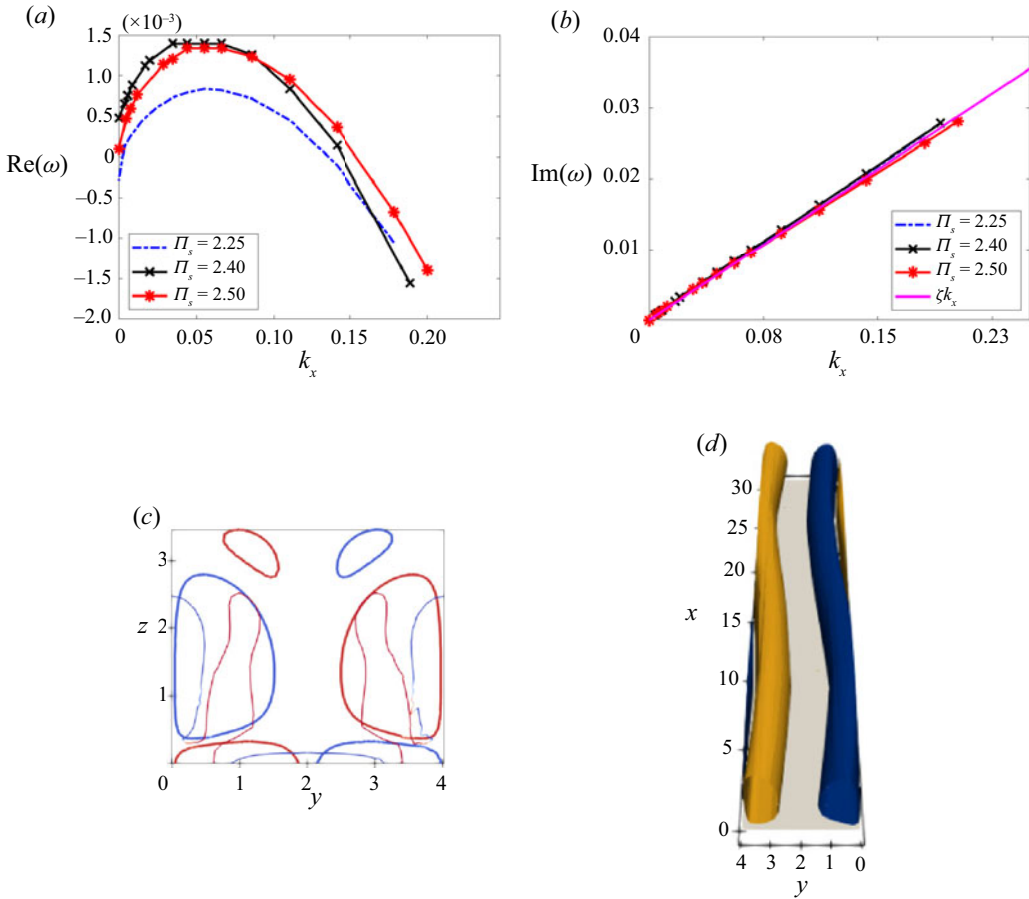 (a)
(×10⁻³)
1.5
1.0
0.5
0
–0.5
–1.0
–1.5
–2.0
Re(ω)
Π_s = 2.25
Π_s = 2.40
Π_s = 2.50
0 0.05 0.10 0.15 0.20
k_x
(b)
0.04
0.03
0.02
0.01
Im(ω)
Π_s = 2.25
Π_s = 2.40
Π_s = 2.50
ζk_x
0 0.08 0.15 0.23
k_x
(c)
3
z 2
1
0 1 2 3 4
y
(d)
30
25
20
x 15
10
5
0
4 3 2 1 0
y